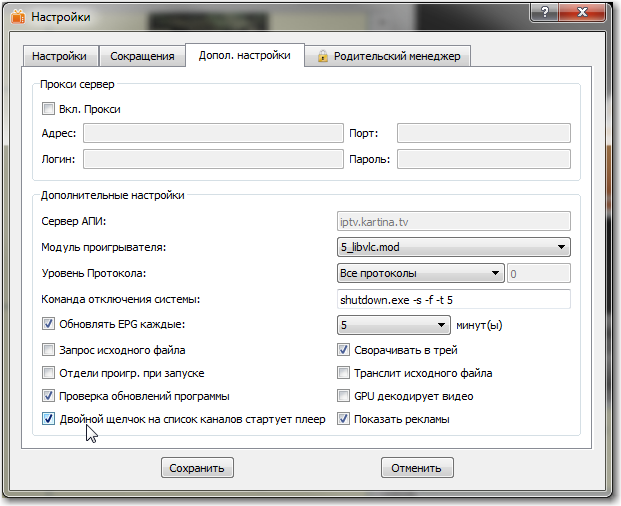 Настройки
Настройки Сокращения Допол. настройки Родительский менеджер
Прокси сервер
Вкл. Прокси
Адрес: Порт:
Логин: Пароль:
Дополнительные настройки
Сервер АПИ: iptv.kartina.tv
Модуль проигрывателя: 5_libvlc.mod
Уровень Протокола: Все протоколы 0
Команда отключения системы: shutdown.exe -s -f -t 5
Обновлять EPG каждые: 5 минут(ы)
Запрос исходного файла Сворачивать в трей
Отдели проигр. при запуске Транслит исходного файла
Проверка обновлений программы GPU декодирует видео
Двойной щелчок на список каналов стартует плеер Показать рекламы
Сохранить Отменить